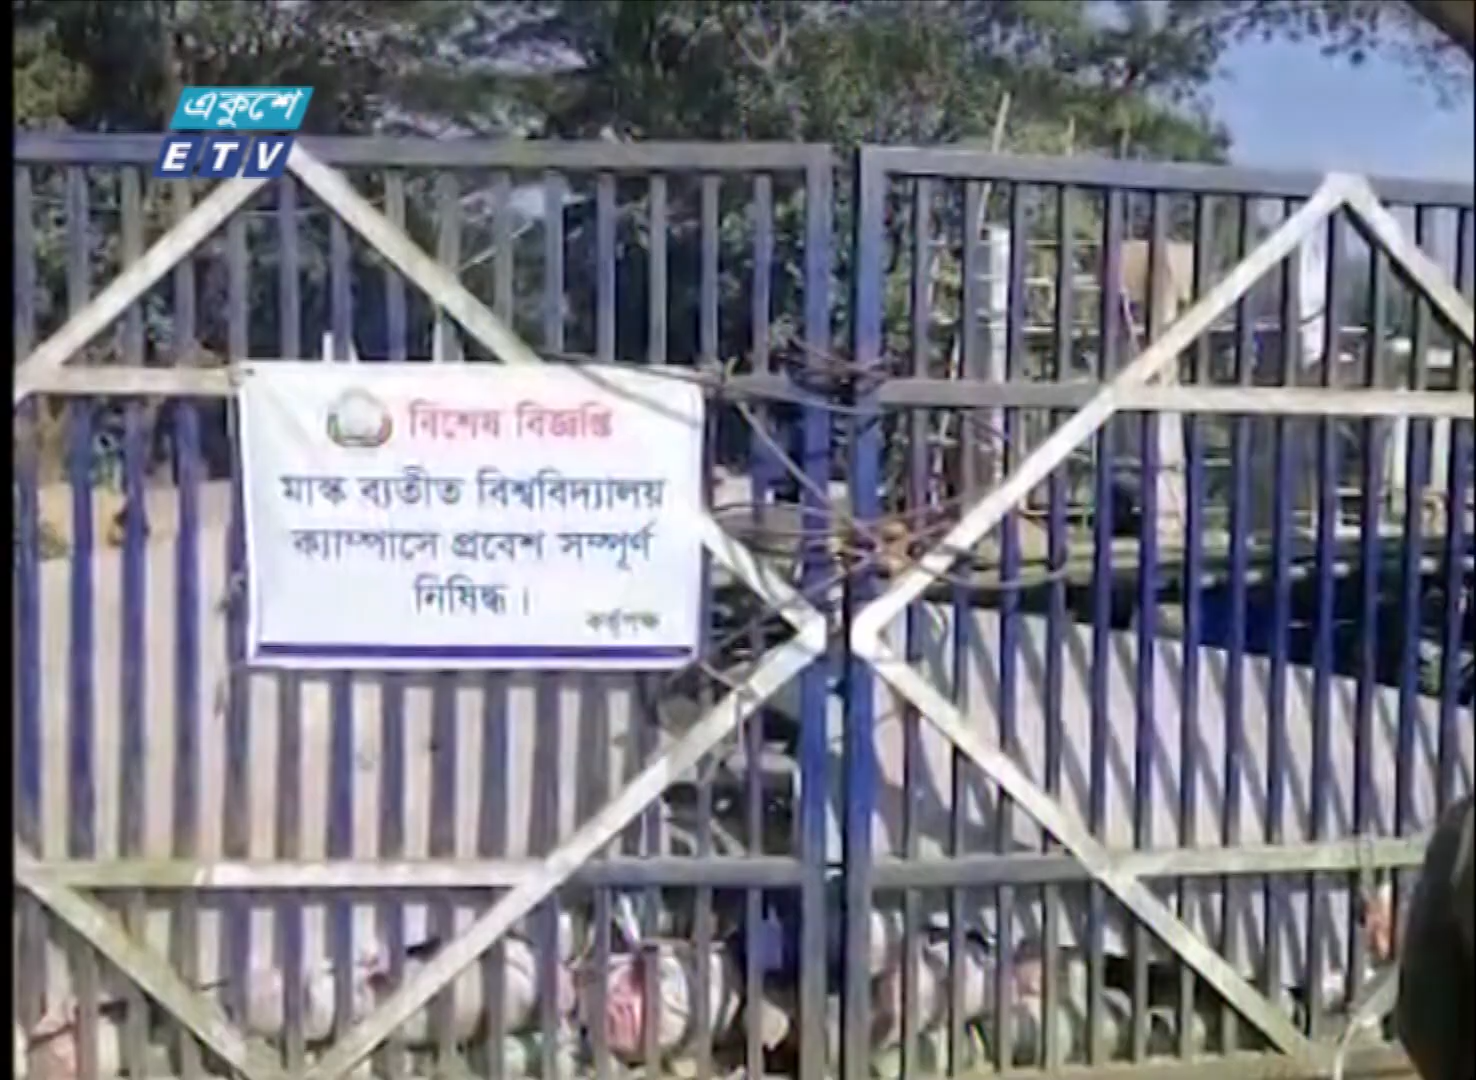 একুশে
ETV
বিশেষ বিজ্ঞপ্তি
মাস্ক ব্যতীত বিশ্ববিদ্যালয়
ক্যাম্পাসে প্রবেশ সম্পূর্ণ
নিষিদ্ধ।
কর্তৃপক্ষ